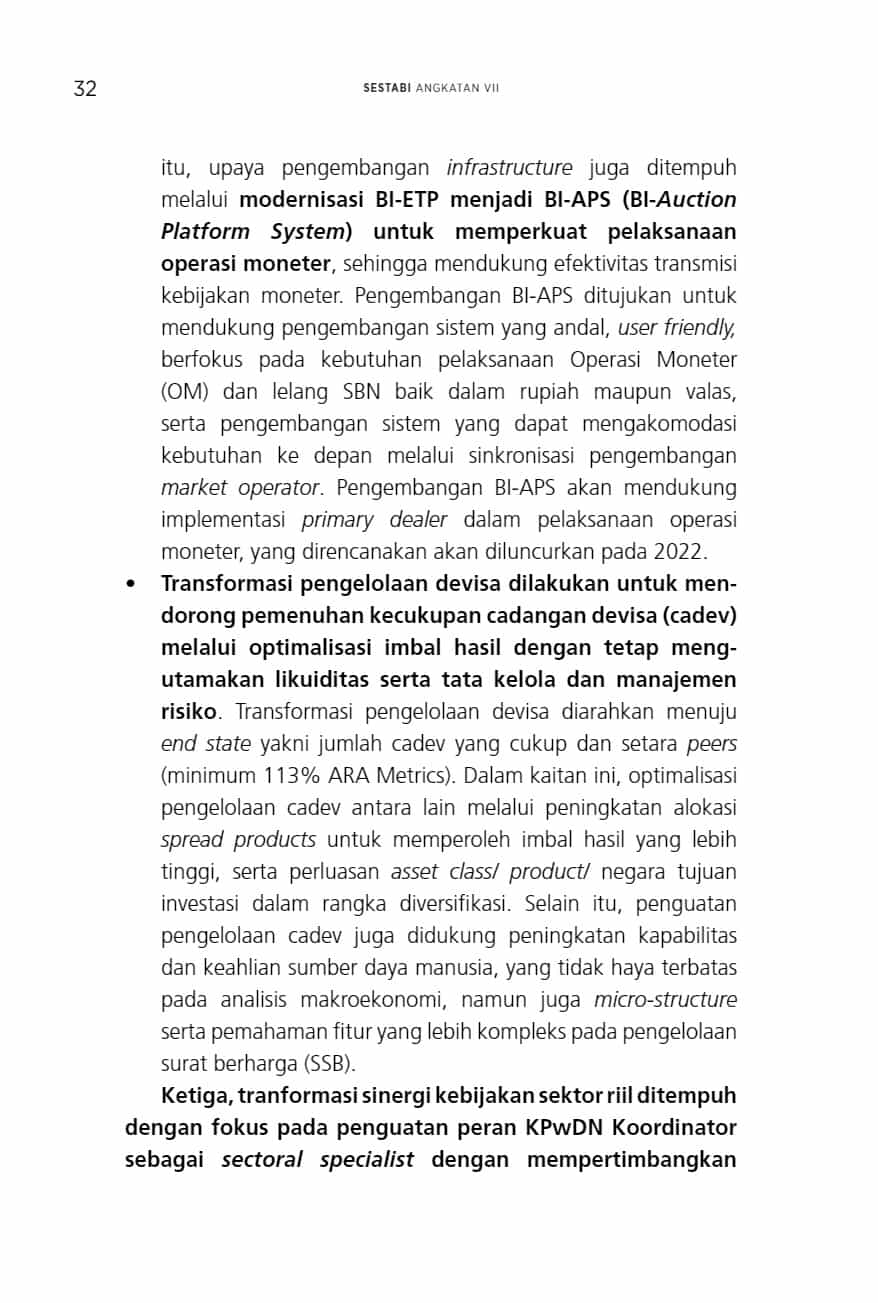 32
SESTABI ANGKATAN VII
itu, upaya pengembangan infrastructure juga ditempuh
melalui modernisasi BI-ETP menjadi BI-APS (BI-Auction
Platform System) untuk memperkuat pelaksanaan
operasi moneter, sehingga mendukung efektivitas transmisi
kebijakan moneter. Pengembangan BI-APS ditujukan untuk
mendukung pengembangan sistem yang andal, user friendly,
berfokus pada kebutuhan pelaksanaan Operasi Moneter
(OM) dan lelang SBN baik dalam rupiah maupun valas,
serta pengembangan sistem yang dapat mengakomodasi
kebutuhan ke depan melalui sinkronisasi pengembangan
market operator. Pengembangan BI-APS akan mendukung
implementasi primary dealer dalam pelaksanaan operasi
moneter, yang direncanakan akan diluncurkan pada 2022.
• Transformasi pengelolaan devisa dilakukan untuk men-
dorong pemenuhan kecukupan cadangan devisa (cadev)
melalui optimalisasi imbal hasil dengan tetap meng-
utamakan likuiditas serta tata kelola dan manajemen
risiko. Transformasi pengelolaan devisa diarahkan menuju
end state yakni jumlah cadev yang cukup dan setara peers
(minimum 113% ARA Metrics). Dalam kaitan ini, optimalisasi
pengelolaan cadev antara lain melalui peningkatan alokasi
spread products untuk memperoleh imbal hasil yang lebih
tinggi, serta perluasan asset class/ product/ negara tujuan
investasi dalam rangka diversifikasi. Selain itu, penguatan
pengelolaan cadev juga didukung peningkatan kapabilitas
dan keahlian sumber daya manusia, yang tidak haya terbatas
pada analisis makroekonomi, namun juga micro-structure
serta pemahaman fitur yang lebih kompleks pada pengelolaan
surat berharga (SSB).
Ketiga, tranformasi sinergi kebijakan sektor riil ditempuh
dengan fokus pada penguatan peran KPwDN Koordinator
sebagai sectoral specialist dengan mempertimbangkan